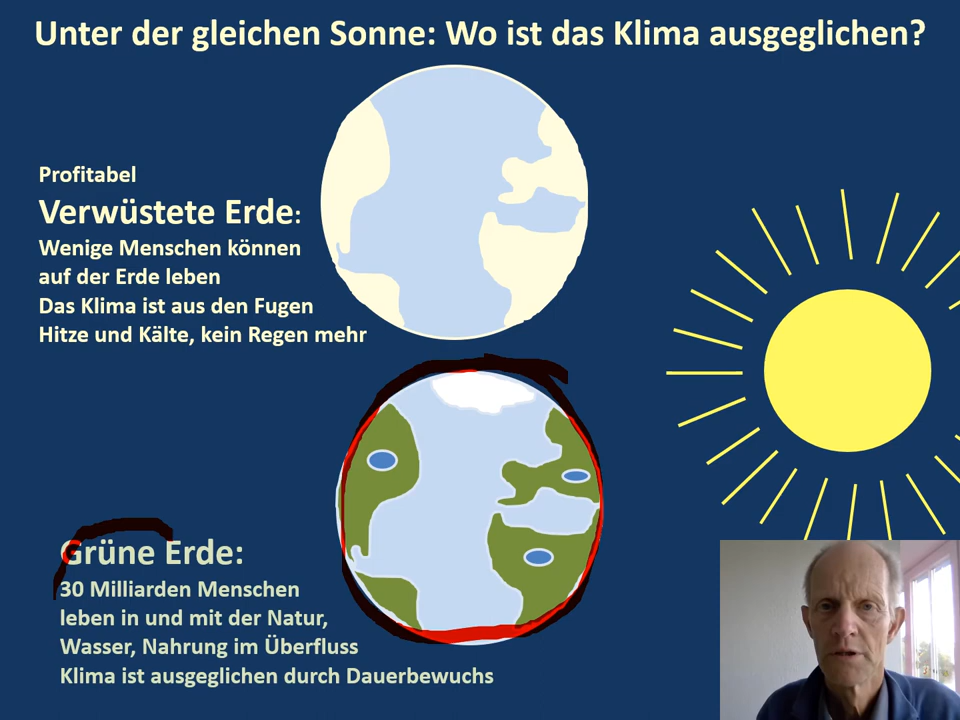 Unter der gleichen Sonne: Wo ist das Klima ausgeglichen?
Profitabel
Verwüstete Erde:
Wenige Menschen können
auf der Erde leben
Das Klima ist aus den Fugen
Hitze und Kälte, kein Regen mehr
Grüne Erde:
30 Milliarden Menschen
leben in und mit der Natur,
Wasser, Nahrung im Überfluss
Klima ist ausgeglichen durch Dauerbewuchs